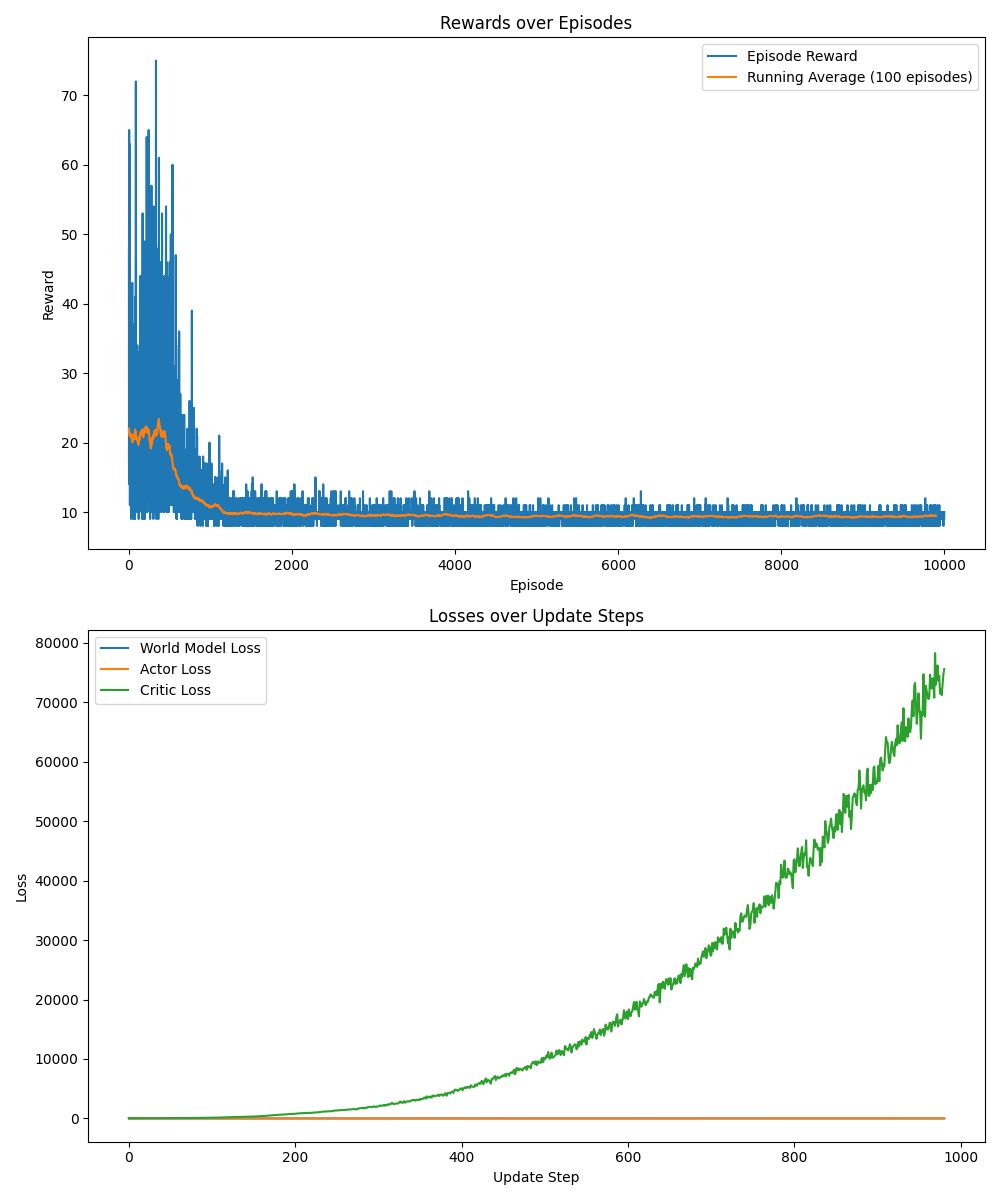 Rewards over Episodes
Episode Reward
Running Average (100 episodes)
70
60
50
40
30
20
10
Reward
0
2000
4000
6000
8000
10000
Episode
Losses over Update Steps
World Model Loss
Actor Loss
Critic Loss
80000
70000
60000
50000
40000
30000
20000
10000
0
Loss
0
200
400
600
800
1000
Update Step